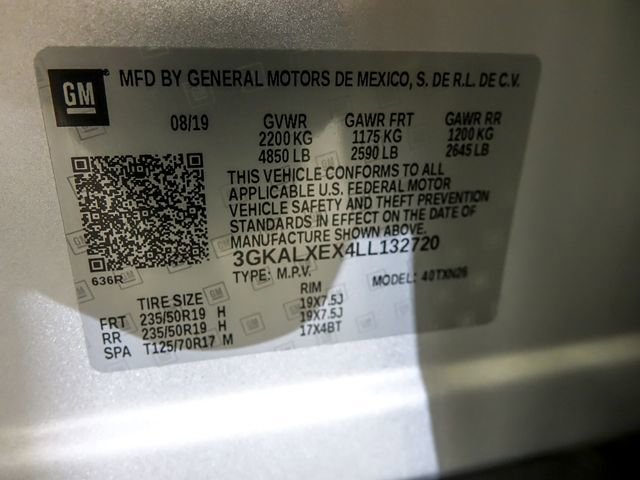 GM
MFD BY GENERAL MOTORS DE MEXICO, S. DE R.L. DE C.V.
08/19 GVWR GAWR FRT GAWR RR
2200 KG 1175 KG 1200 KG
4850 LB 2590 LB 2645 LB
THIS VEHICLE CONFORMS TO ALL
APPLICABLE U.S. FEDERAL MOTOR
VEHICLE SAFETY AND THEFT PREVENTION
STANDARDS IN EFFECT ON THE DATE OF
MANUFACTURE SHOWN ABOVE.
3GKALXEX4LL132720
636R TYPE: M.P.V. MODEL: 40TXN26
TIRE SIZE RIM
FRT 235/50R19 H 19X7.5J
RR 235/50R19 H 19X7.5J
SPA T125/70R17 M 17X4BT